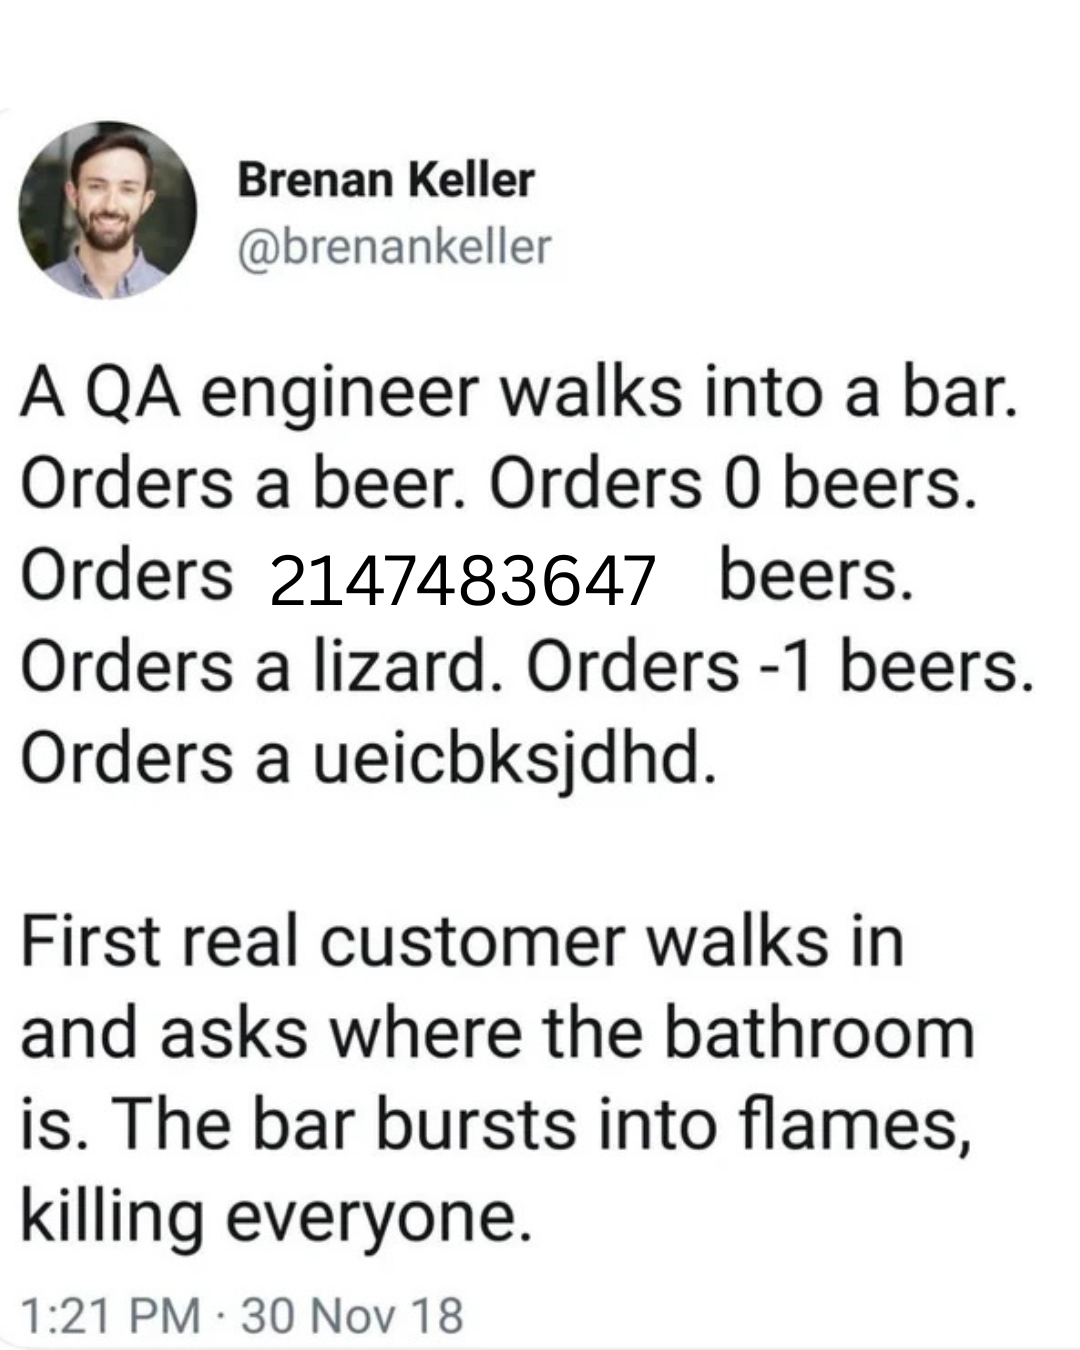 Brenan Keller
@brenankeller
A QA engineer walks into a bar.
Orders a beer. Orders 0 beers.
Orders 2147483647 beers.
Orders a lizard. Orders -1 beers.
Orders a ueicbksjdhd.
First real customer walks in
and asks where the bathroom
is. The bar bursts into flames,
killing everyone.
1:21 PM · 30 Nov 18